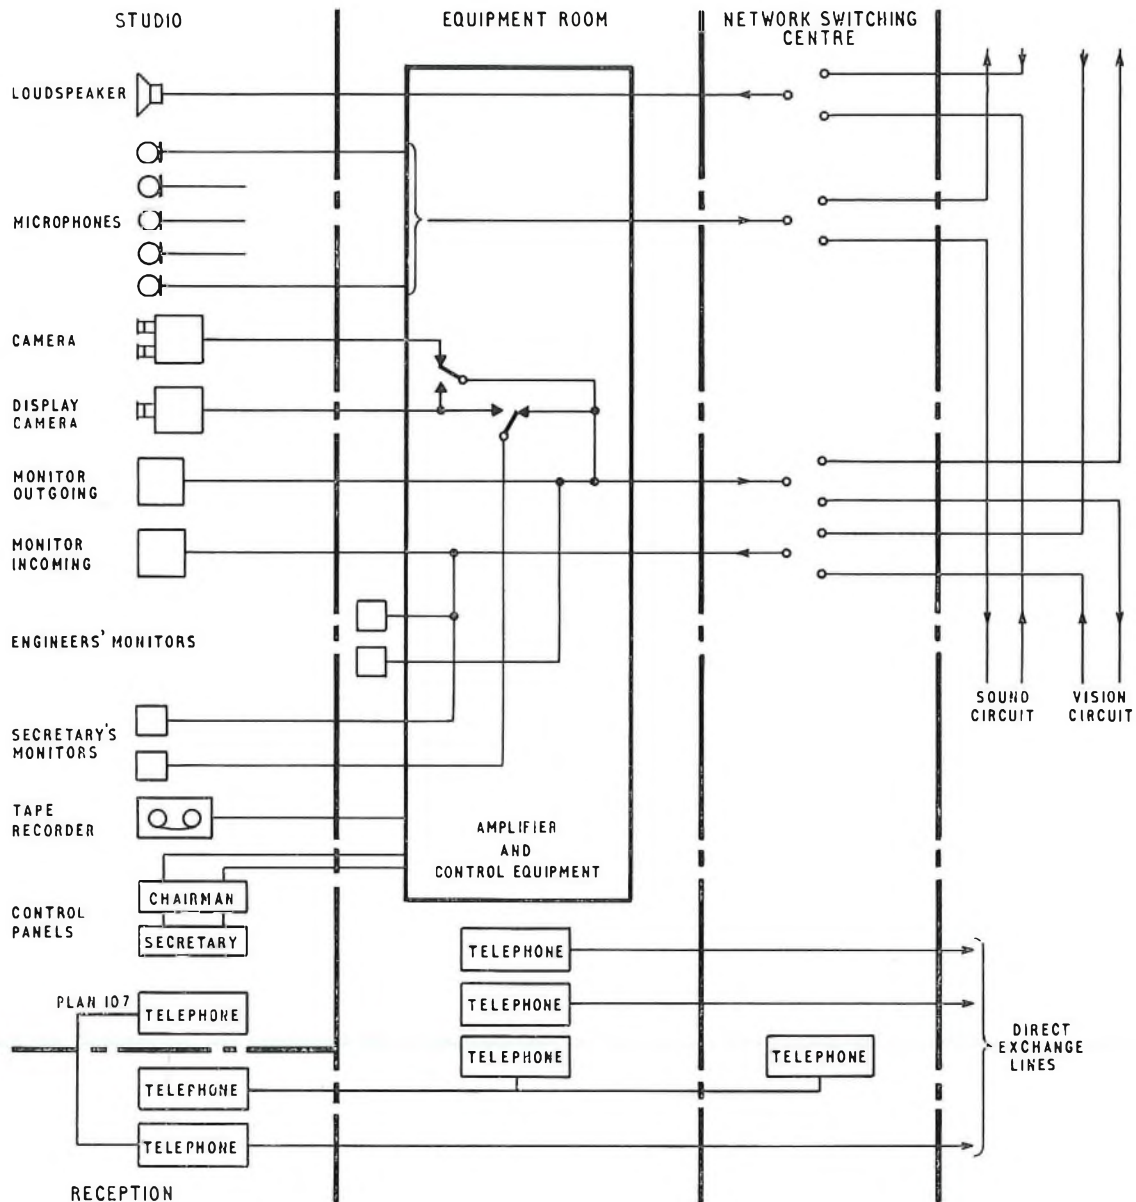 STUDIO
EQUIPMENT ROOM
NETWORK SWITCHING
CENTRE
LOUDSPEAKER
MICROPHONES
CAMERA
DISPLAY
CAMERA
MONITOR
OUTGOING
MONITOR
INCOMING
ENGINEERS' MONITORS
SOUND
CIRCUIT
VISION
CIRCUIT
SECRETARY'S
MONITORS
TAPE
RECORDER
AMPLIFIER
AND
CONTROL EQUIPMENT
CONTROL
PANELS
CHAIRMAN
SECRETARY
TELEPHONE
TELEPHONE
PLAN 107
TELEPHONE
TELEPHONE
TELEPHONE
DIRECT
EXCHANGE
LINES
TELEPHONE
TELEPHONE
RECEPTION